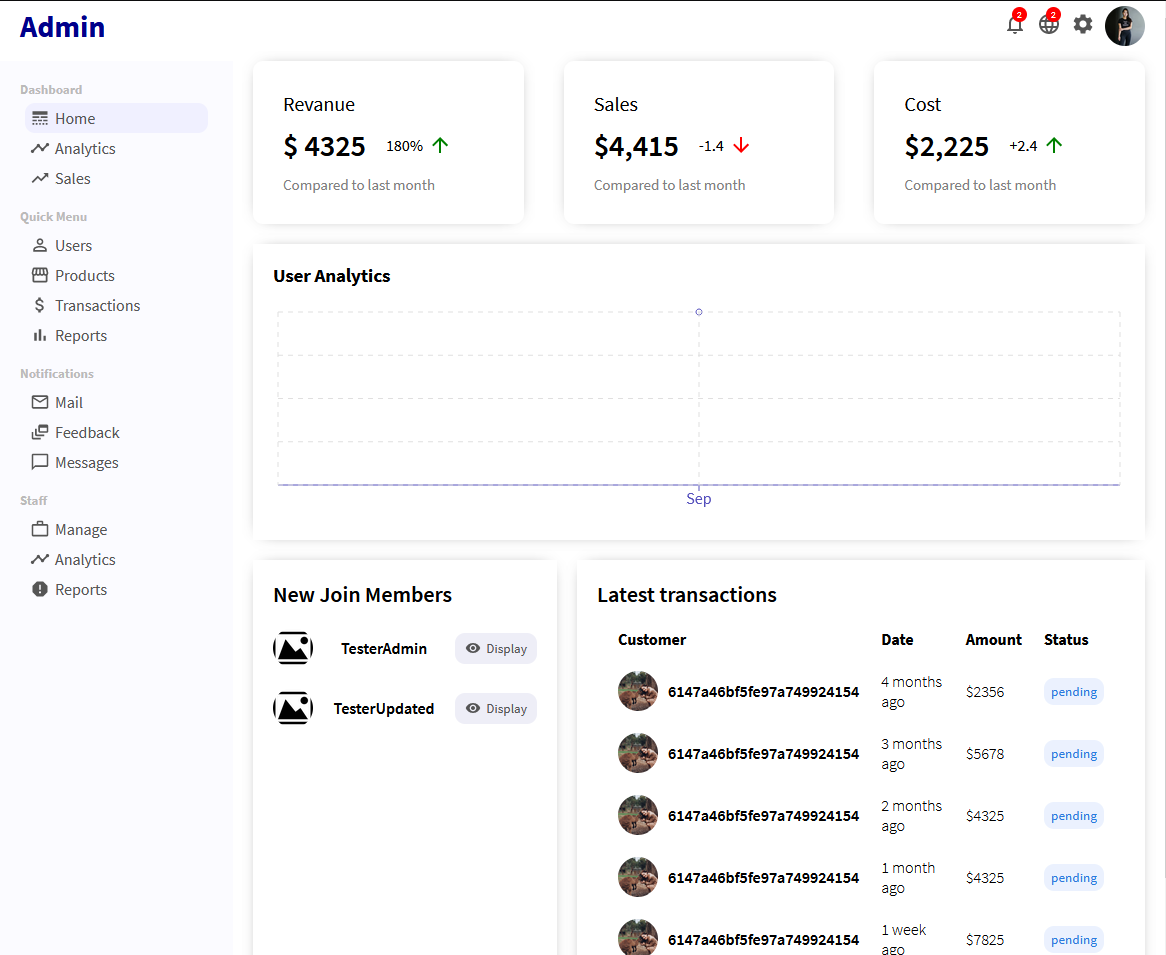 Admin
2
2
Dashboard
Home
Analytics
Sales
Quick Menu
Users
Products
Transactions
Reports
Notifications
Mail
Feedback
Messages
Staff
Manage
Analytics
Reports
Revanue
$ 4325 180%
Compared to last month
Sales
$4,415 -1.4
Compared to last month
Cost
$2,225 +2.4
Compared to last month
User Analytics
Sep
New Join Members
TesterAdmin Display
TesterUpdated Display
Latest transactions
Customer Date Amount Status
6147a46bf5fe97a749924154 4 months ago $2356 pending
6147a46bf5fe97a749924154 3 months ago $5678 pending
6147a46bf5fe97a749924154 2 months ago $4325 pending
6147a46bf5fe97a749924154 1 month ago $4325 pending
6147a46bf5fe97a749924154 1 week ago $7825 pending